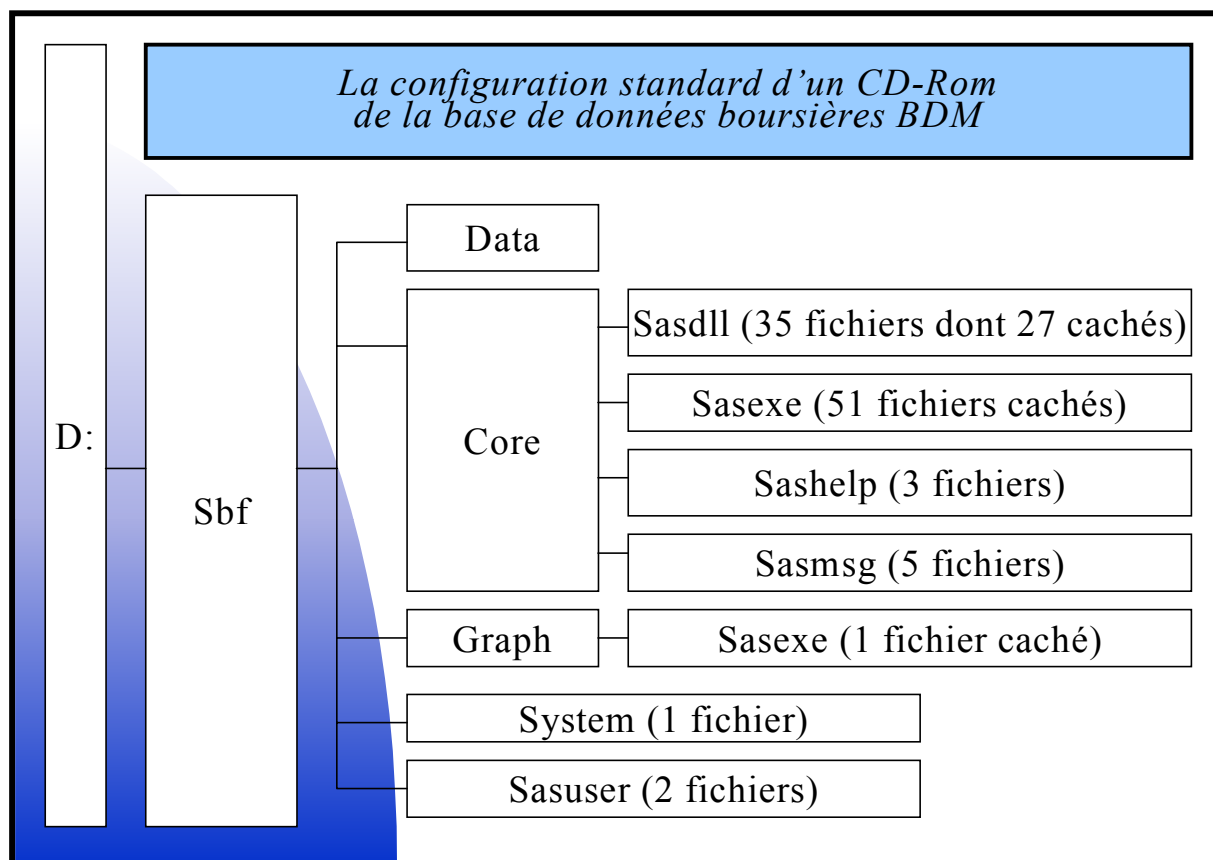 La configuration standard d’un CD-Rom
de la base de données boursières BDM
D:
Sbf
Data
Core
Sasdll (35 fichiers dont 27 cachés)
Sasexe (51 fichiers cachés)
Sashelp (3 fichiers)
Sasmsg (5 fichiers)
Graph
Sasexe (1 fichier caché)
System (1 fichier)
Sasuser (2 fichiers)